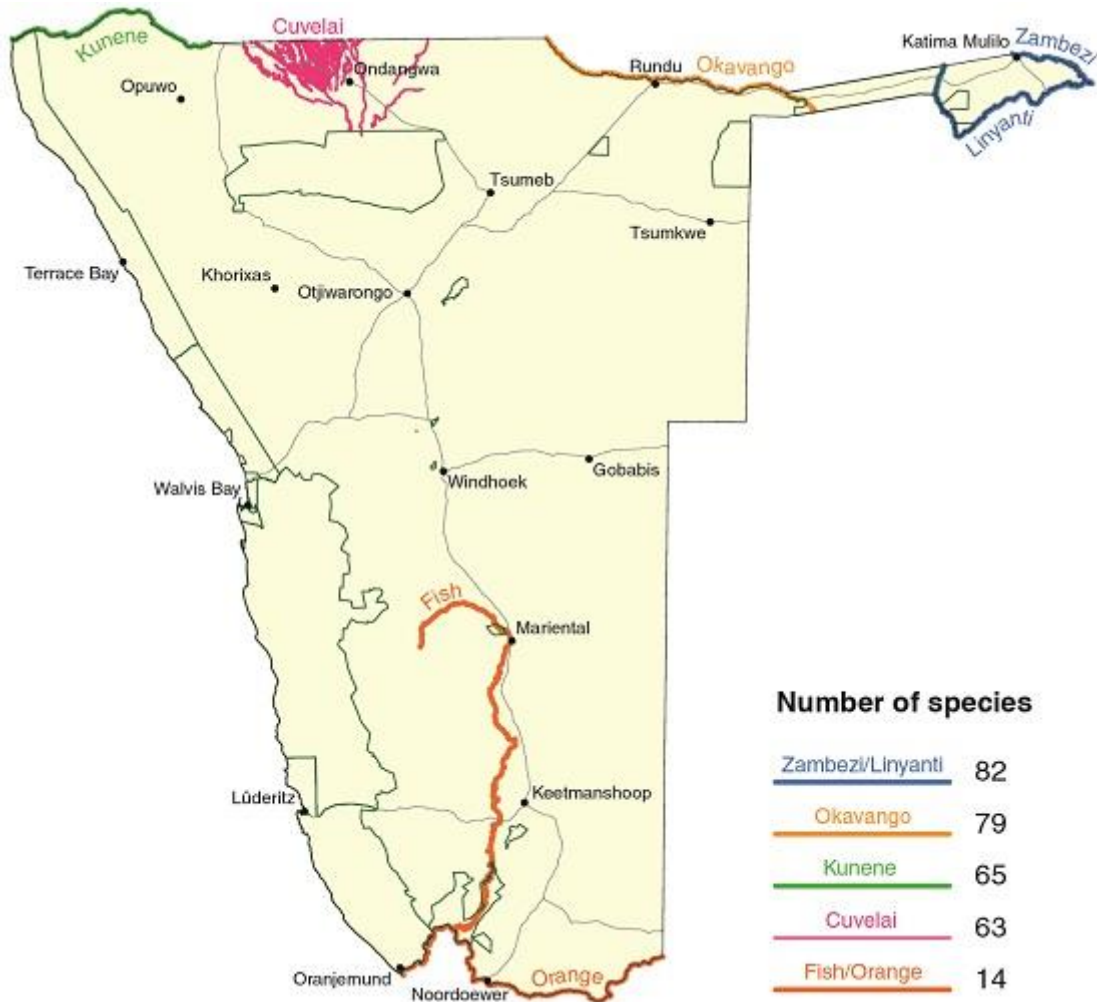 Kunene
Cuvelai
Ondangwa
Opuwo
Rundu
Okavango
Katima Mulilo
Zambezi
Linyanti
Tsumeb
Tsumkwe
Terrace Bay
Khorixas
Otjiwarongo
Walvis Bay
Windhoek
Gobabis
Fish
Mariental
Lûderitz
Keetmanshoop
Oranjemund
Noordoewer
Orange
Number of species
Zambezi/Linyanti 82
Okavango 79
Kunene 65
Cuvelai 63
Fish/Orange 14